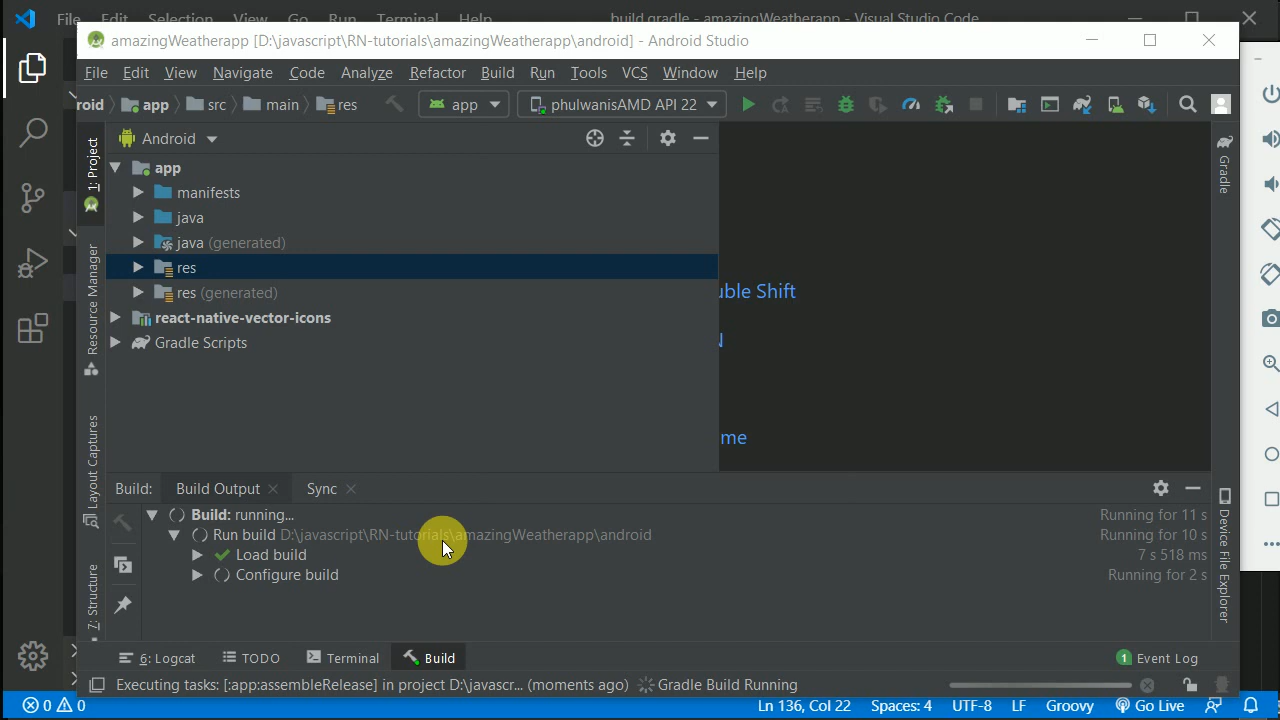 File Edit Selection View Go Run Terminal Help build.gradle - amazingWeatherapp - Visual Studio Code
amazingWeatherapp [D:\javascript\RN-tutorials\amazingWeatherapp\android] - Android Studio
File Edit View Navigate Code Analyze Refactor Build Run Tools VCS Window Help
roid app src main res app phulwanisAMD API 22
1: Project
Resource Manager
Layout Captures
7: Structure
Android
app
manifests
java
java (generated)
res
res (generated)
react-native-vector-icons
Gradle Scripts
uble Shift
N
me
Gradle
Device File Explorer
Build: Build Output Sync
Build: running... Running for 11 s
Run build D:\javascript\RN-tutorials\amazingWeatherapp\android Running for 10 s
Load build 7 s 518 ms
Configure build Running for 2 s
6: Logcat TODO Terminal Build 1 Event Log
Executing tasks: [:app:assembleRelease] in project D:\javascr... (moments ago) Gradle Build Running
0 0 Ln 136, Col 22 Spaces: 4 UTF-8 LF Groovy Go Live